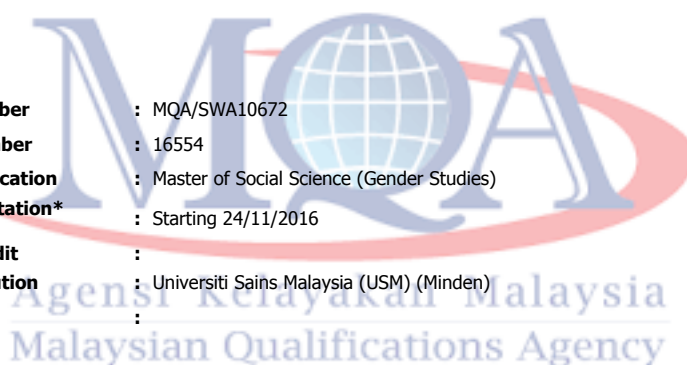 MQA
ber : MQA/SWA10672
ber : 16554
cation : Master of Social Science (Gender Studies)
tation* : Starting 24/11/2016
dit :
ution : Universiti Sains Malaysia (USM) (Minden)
:
Agensi Kelayakan Malaysia
Malaysian Qualifications Agency